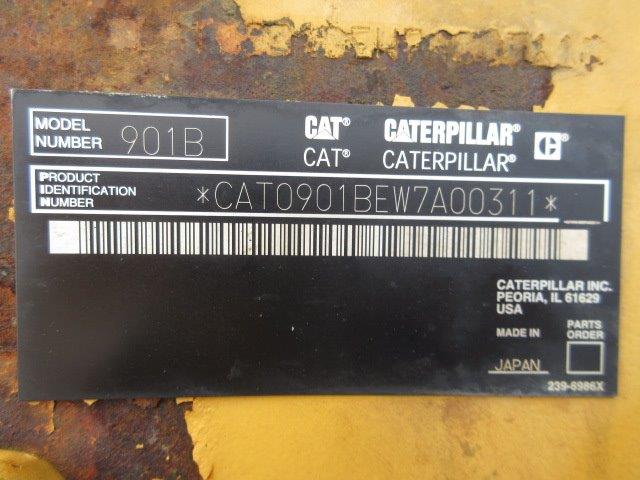 MODEL
NUMBER 901B
CAT CATERPILLAR® C
CAT® CATERPILLAR®
PRODUCT
IDENTIFICATION
NUMBER *CAT0901BEW7A00311*
CATERPILLAR INC.
PEORIA, IL 61629
USA
MADE IN
JAPAN
PARTS
ORDER
239-6986X